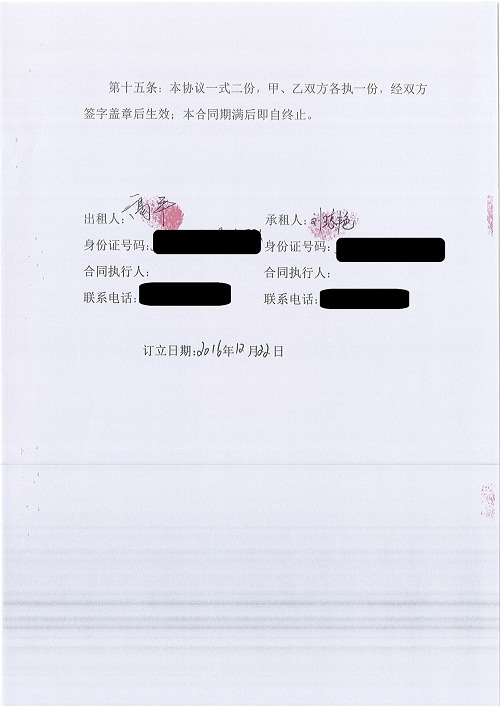 第十五条：本协议一式二份，甲、乙双方各执一份，经双方
签字盖章后生效；本合同期满后即自终止。
出租人： 承租人：
身份证号码： 身份证号码：
合同执行人： 合同执行人：
联系电话： 联系电话：
订立日期：2016年12月22日